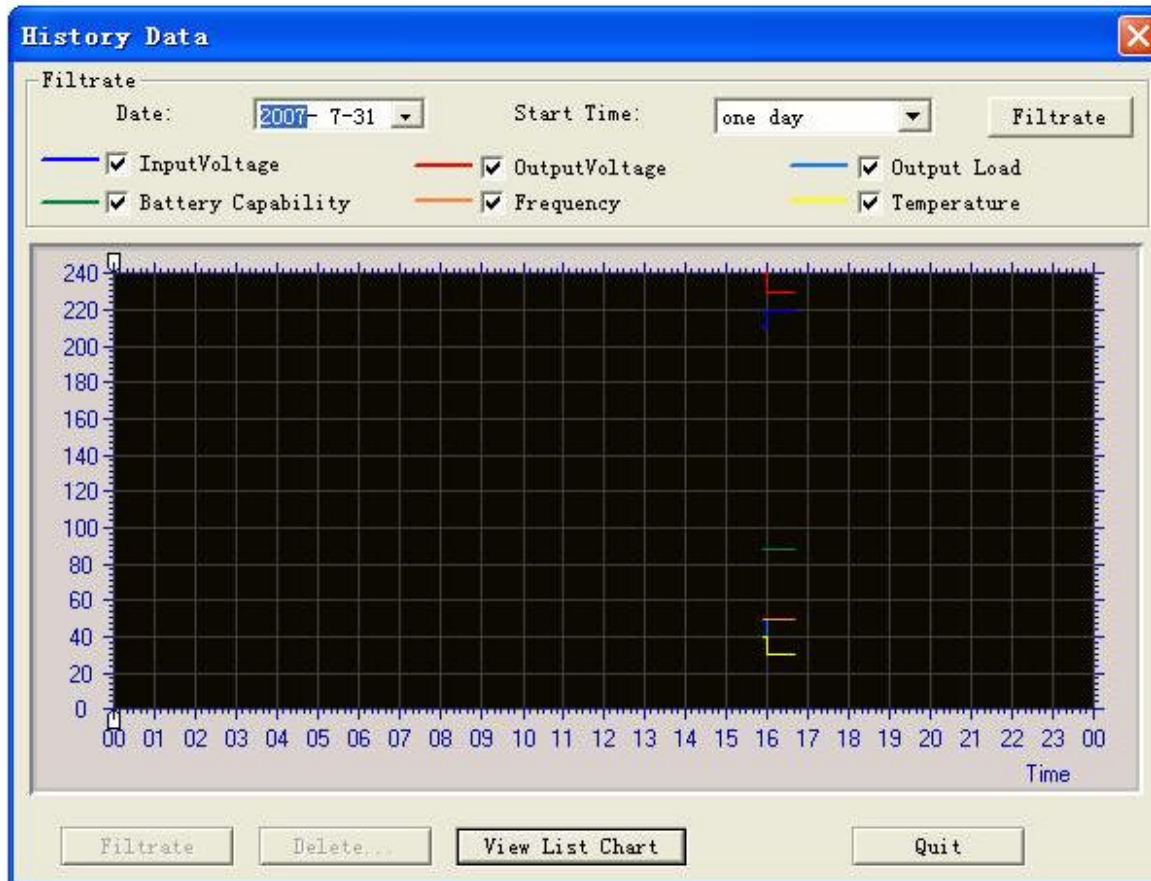 History Data
Filtrate
Date: 2007- 7-31 Start Time: one day Filtrate
InputVoltage OutputVoltage Output Load
Battery Capability Frequency Temperature
240
220
200
180
160
140
120
100
80
60
40
20
0
00 01 02 03 04 05 06 07 08 09 10 11 12 13 14 15 16 17 18 19 20 21 22 23 00
Time
Filtrate Delete... View List Chart Quit